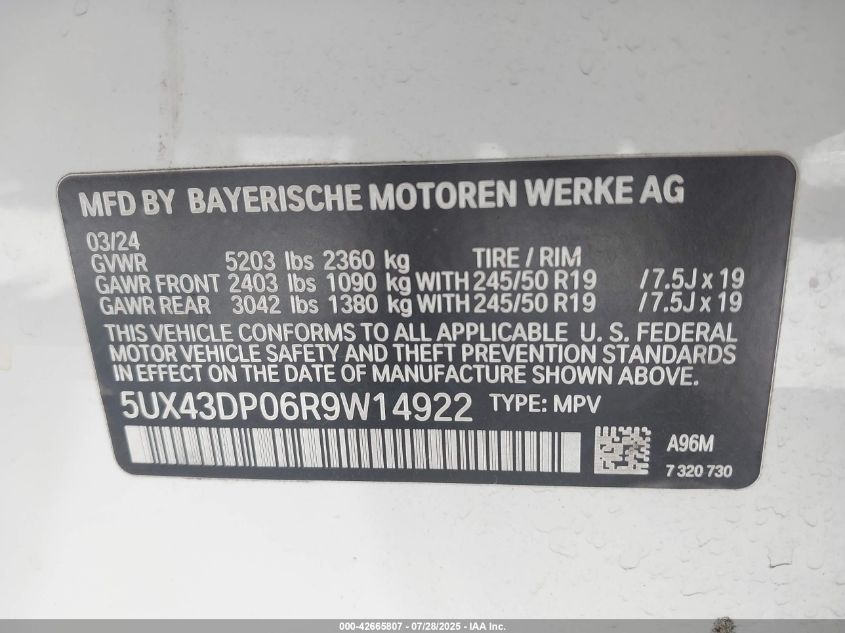 MFD BY BAYERISCHE MOTOREN WERKE AG
03/24
GVWR 5203 lbs 2360 kg TIRE / RIM
GAWR FRONT 2403 lbs 1090 kg WITH 245/50 R19 /7.5J x 19
GAWR REAR 3042 lbs 1380 kg WITH 245/50 R19 /7.5J x 19
THIS VEHICLE CONFORMS TO ALL APPLICABLE U. S. FEDERAL
MOTOR VEHICLE SAFETY AND THEFT PREVENTION STANDARDS
IN EFFECT ON THE DATE OF MANUFACTURE SHOWN ABOVE.
5UX43DP06R9W14922 TYPE: MPV
A96M
7 320 730
000-42665807 - 07/28/2025 - IAA Inc.